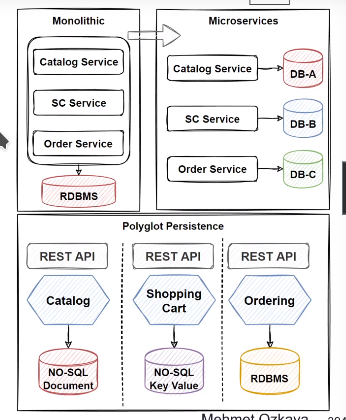 Monolithic
Catalog Service
SC Service
Order Service
RDBMS
Microservices
Catalog Service
DB-A
SC Service
DB-B
Order Service
DB-C
Polyglot Persistence
REST API
REST API
REST API
Catalog
Shopping
Cart
Ordering
NO-SQL
Document
NO-SQL
Key Value
RDBMS
Mehmet Ozkaya